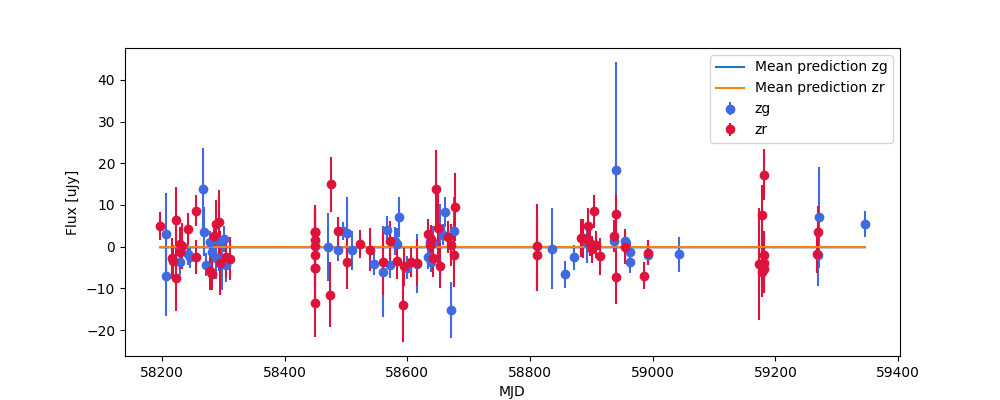 Flux [uJy]
40
30
20
10
0
−10
−20
58200
58400
58600
58800
59000
59200
59400
MJD
Mean prediction zg
Mean prediction zr
zg
zr